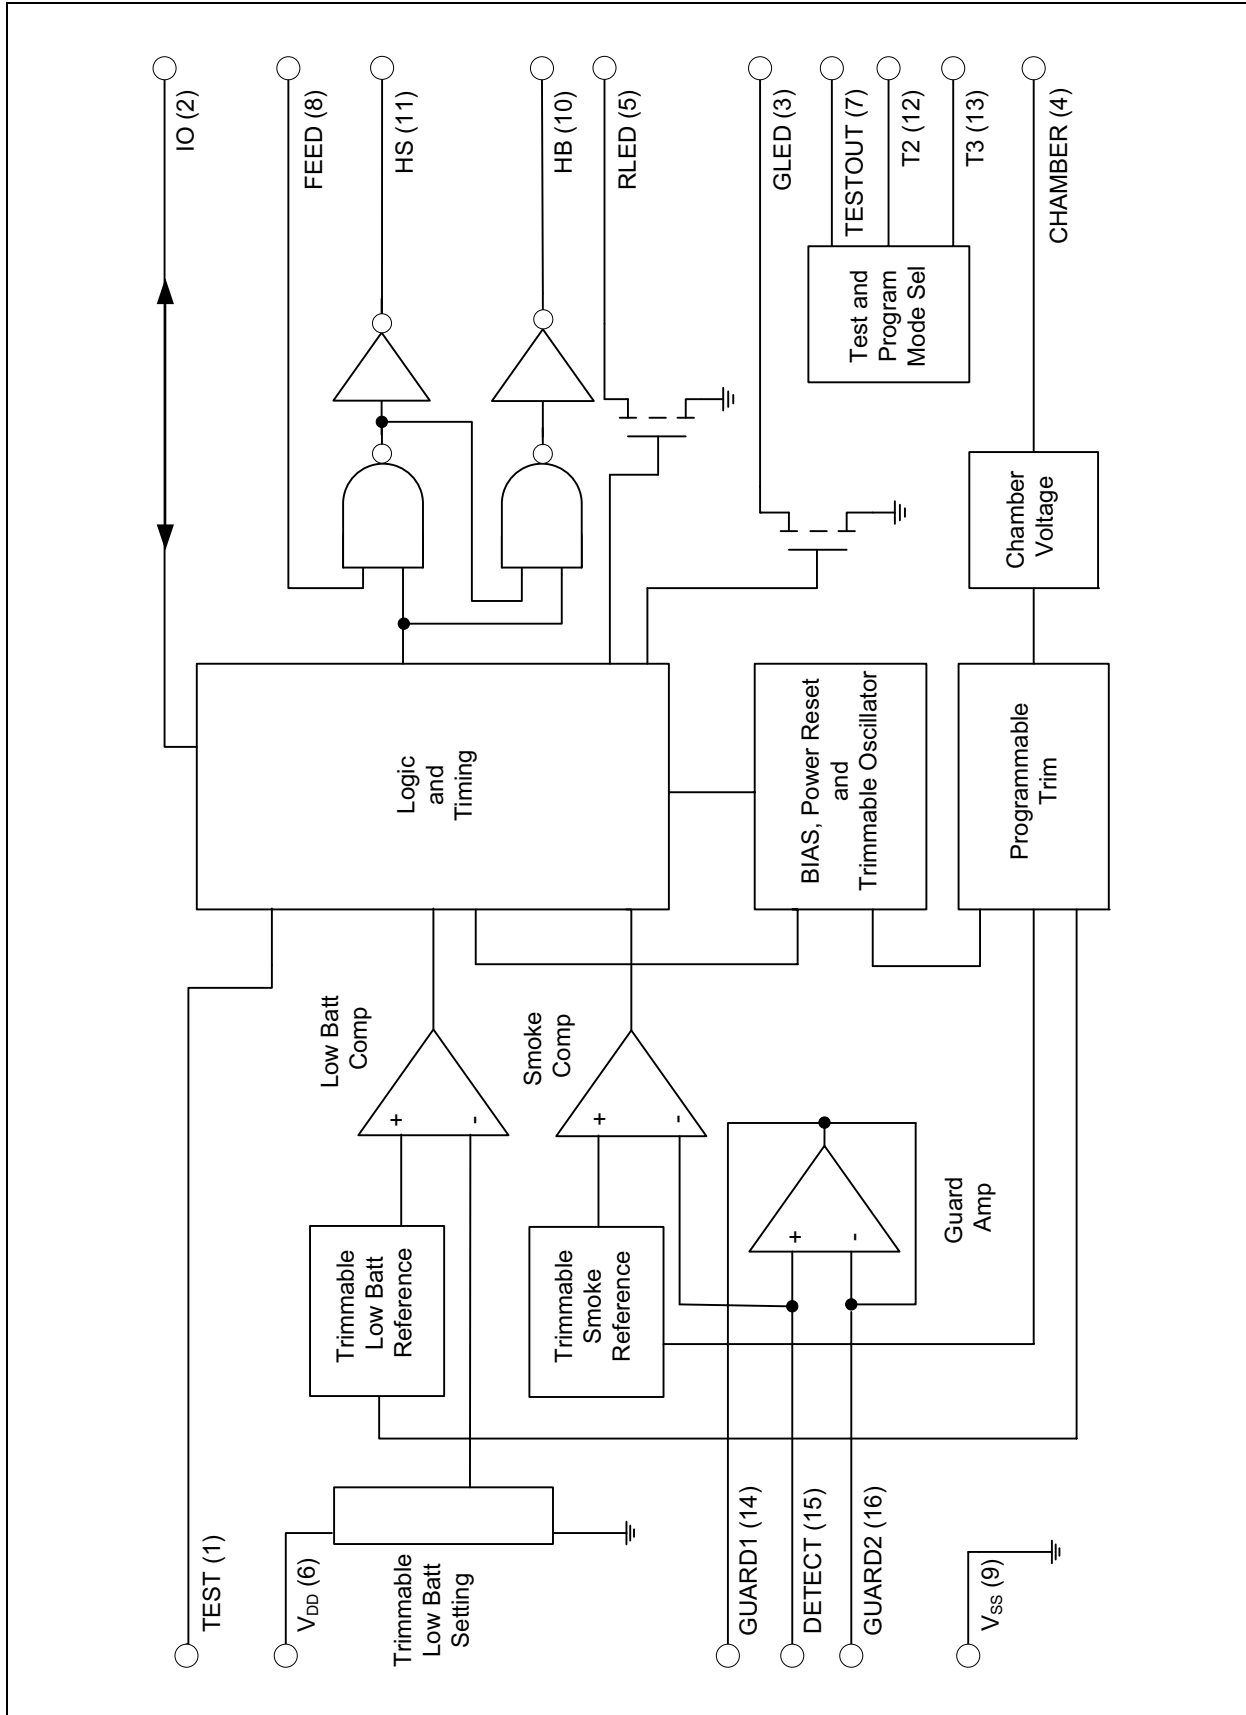 TEST (1)
V_DD (6)
Trimmable
Low Batt
Setting
GUARD1 (14)
DETECT (15)
GUARD2 (16)
V_SS (9)
Trimmable
Low Batt
Reference
Trimmable
Smoke
Reference
Low Batt
Comp
+
-
Smoke
Comp
+
-
+
-
Guard
Amp
Logic
and
Timing
BIAS, Power Reset
and
Trimmable Oscillator
Programmable
Trim
Chamber
Voltage
Test and
Program
Mode Sel
IO (2)
FEED (8)
HS (11)
HB (10)
RLED (5)
GLED (3)
TESTOUT (7)
T2 (12)
T3 (13)
CHAMBER (4)